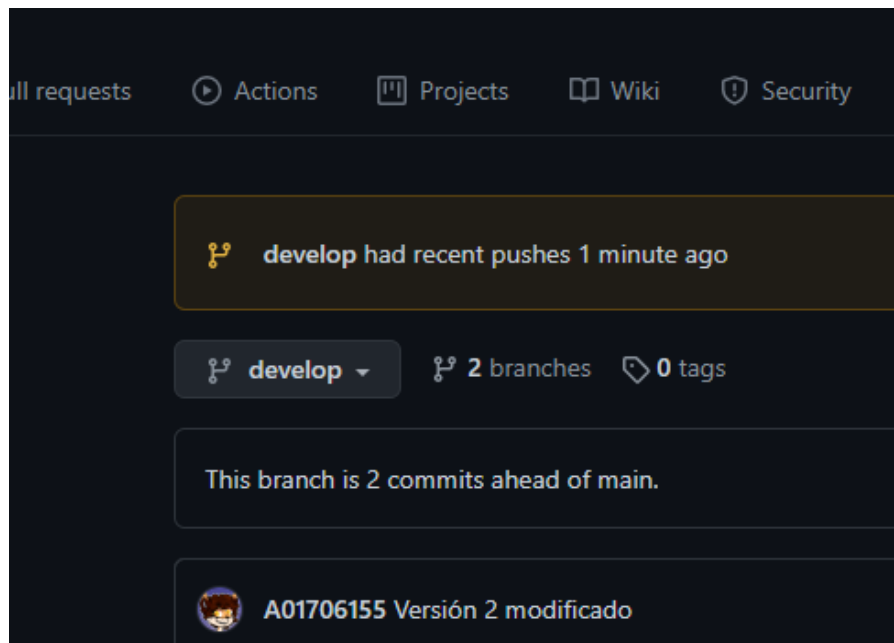 ull requests Actions Projects Wiki Security
develop had recent pushes 1 minute ago
develop 2 branches 0 tags
This branch is 2 commits ahead of main.
A01706155 Versión 2 modificado